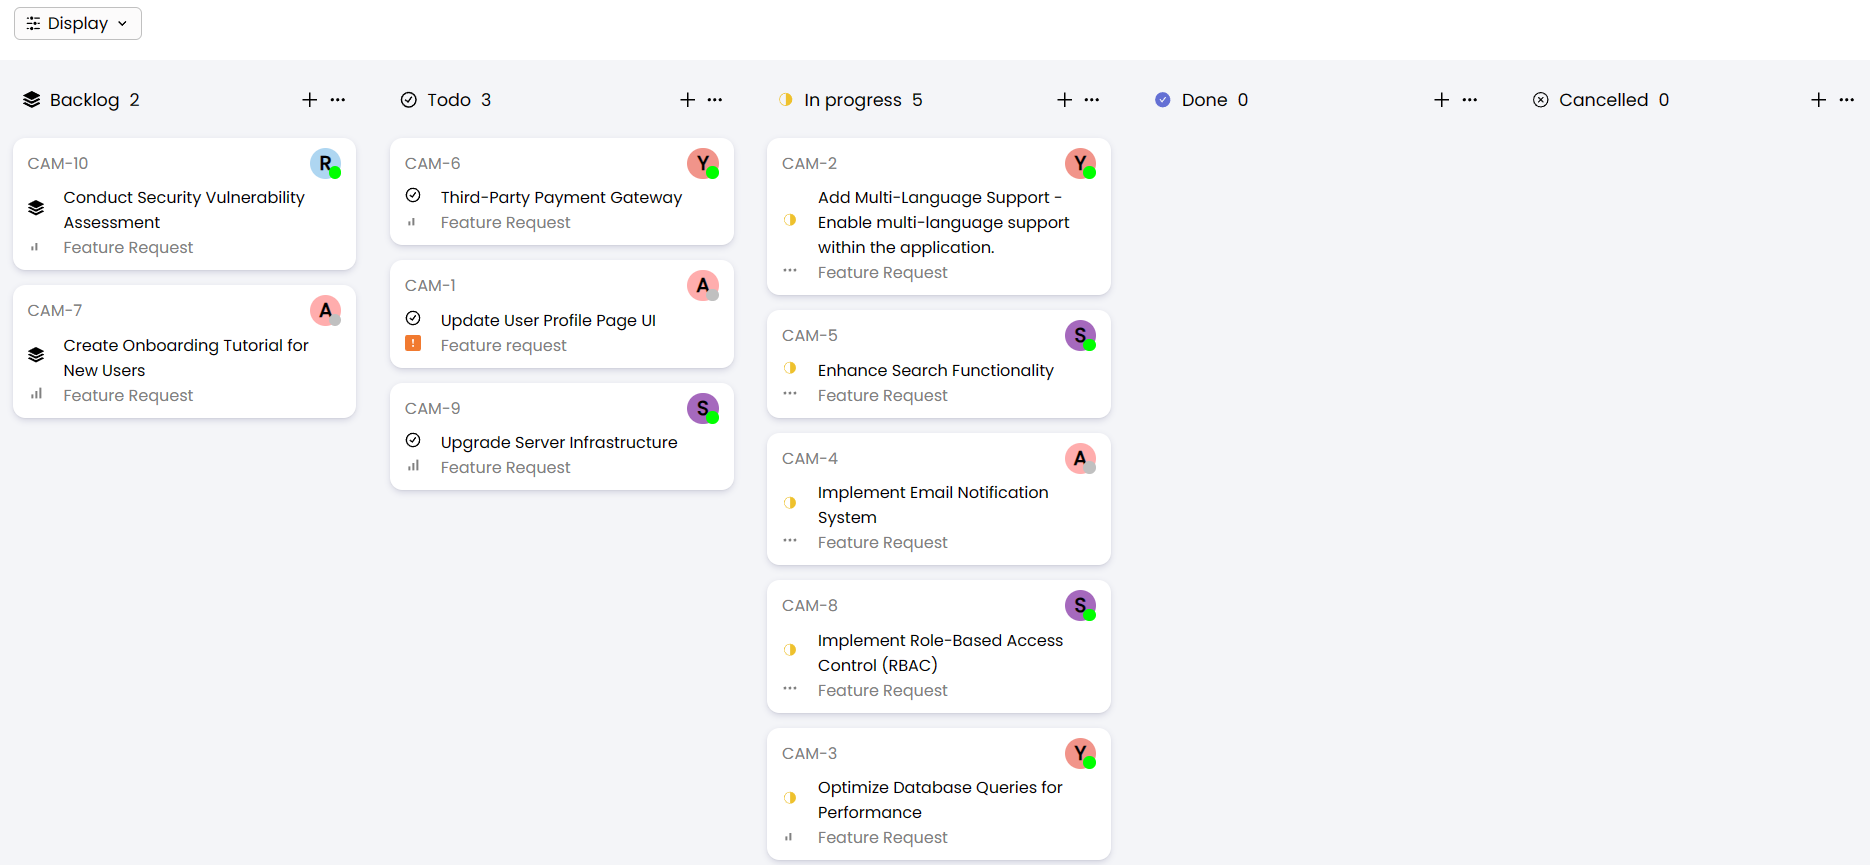 Display
Backlog 2
CAM-10
R
Conduct Security Vulnerability
Assessment
Feature Request
CAM-7
A
Create Onboarding Tutorial for
New Users
Feature Request
Todo 3
CAM-6
Y
Third-Party Payment Gateway
Feature Request
CAM-1
A
Update User Profile Page UI
!
Feature request
CAM-9
S
Upgrade Server Infrastructure
Feature Request
In progress 5
CAM-2
Y
Add Multi-Language Support -
Enable multi-language support
within the application.
Feature Request
CAM-5
S
Enhance Search Functionality
Feature Request
CAM-4
A
Implement Email Notification
System
Feature Request
CAM-8
S
Implement Role-Based Access
Control (RBAC)
Feature Request
CAM-3
Y
Optimize Database Queries for
Performance
Feature Request
Done 0
Cancelled 0